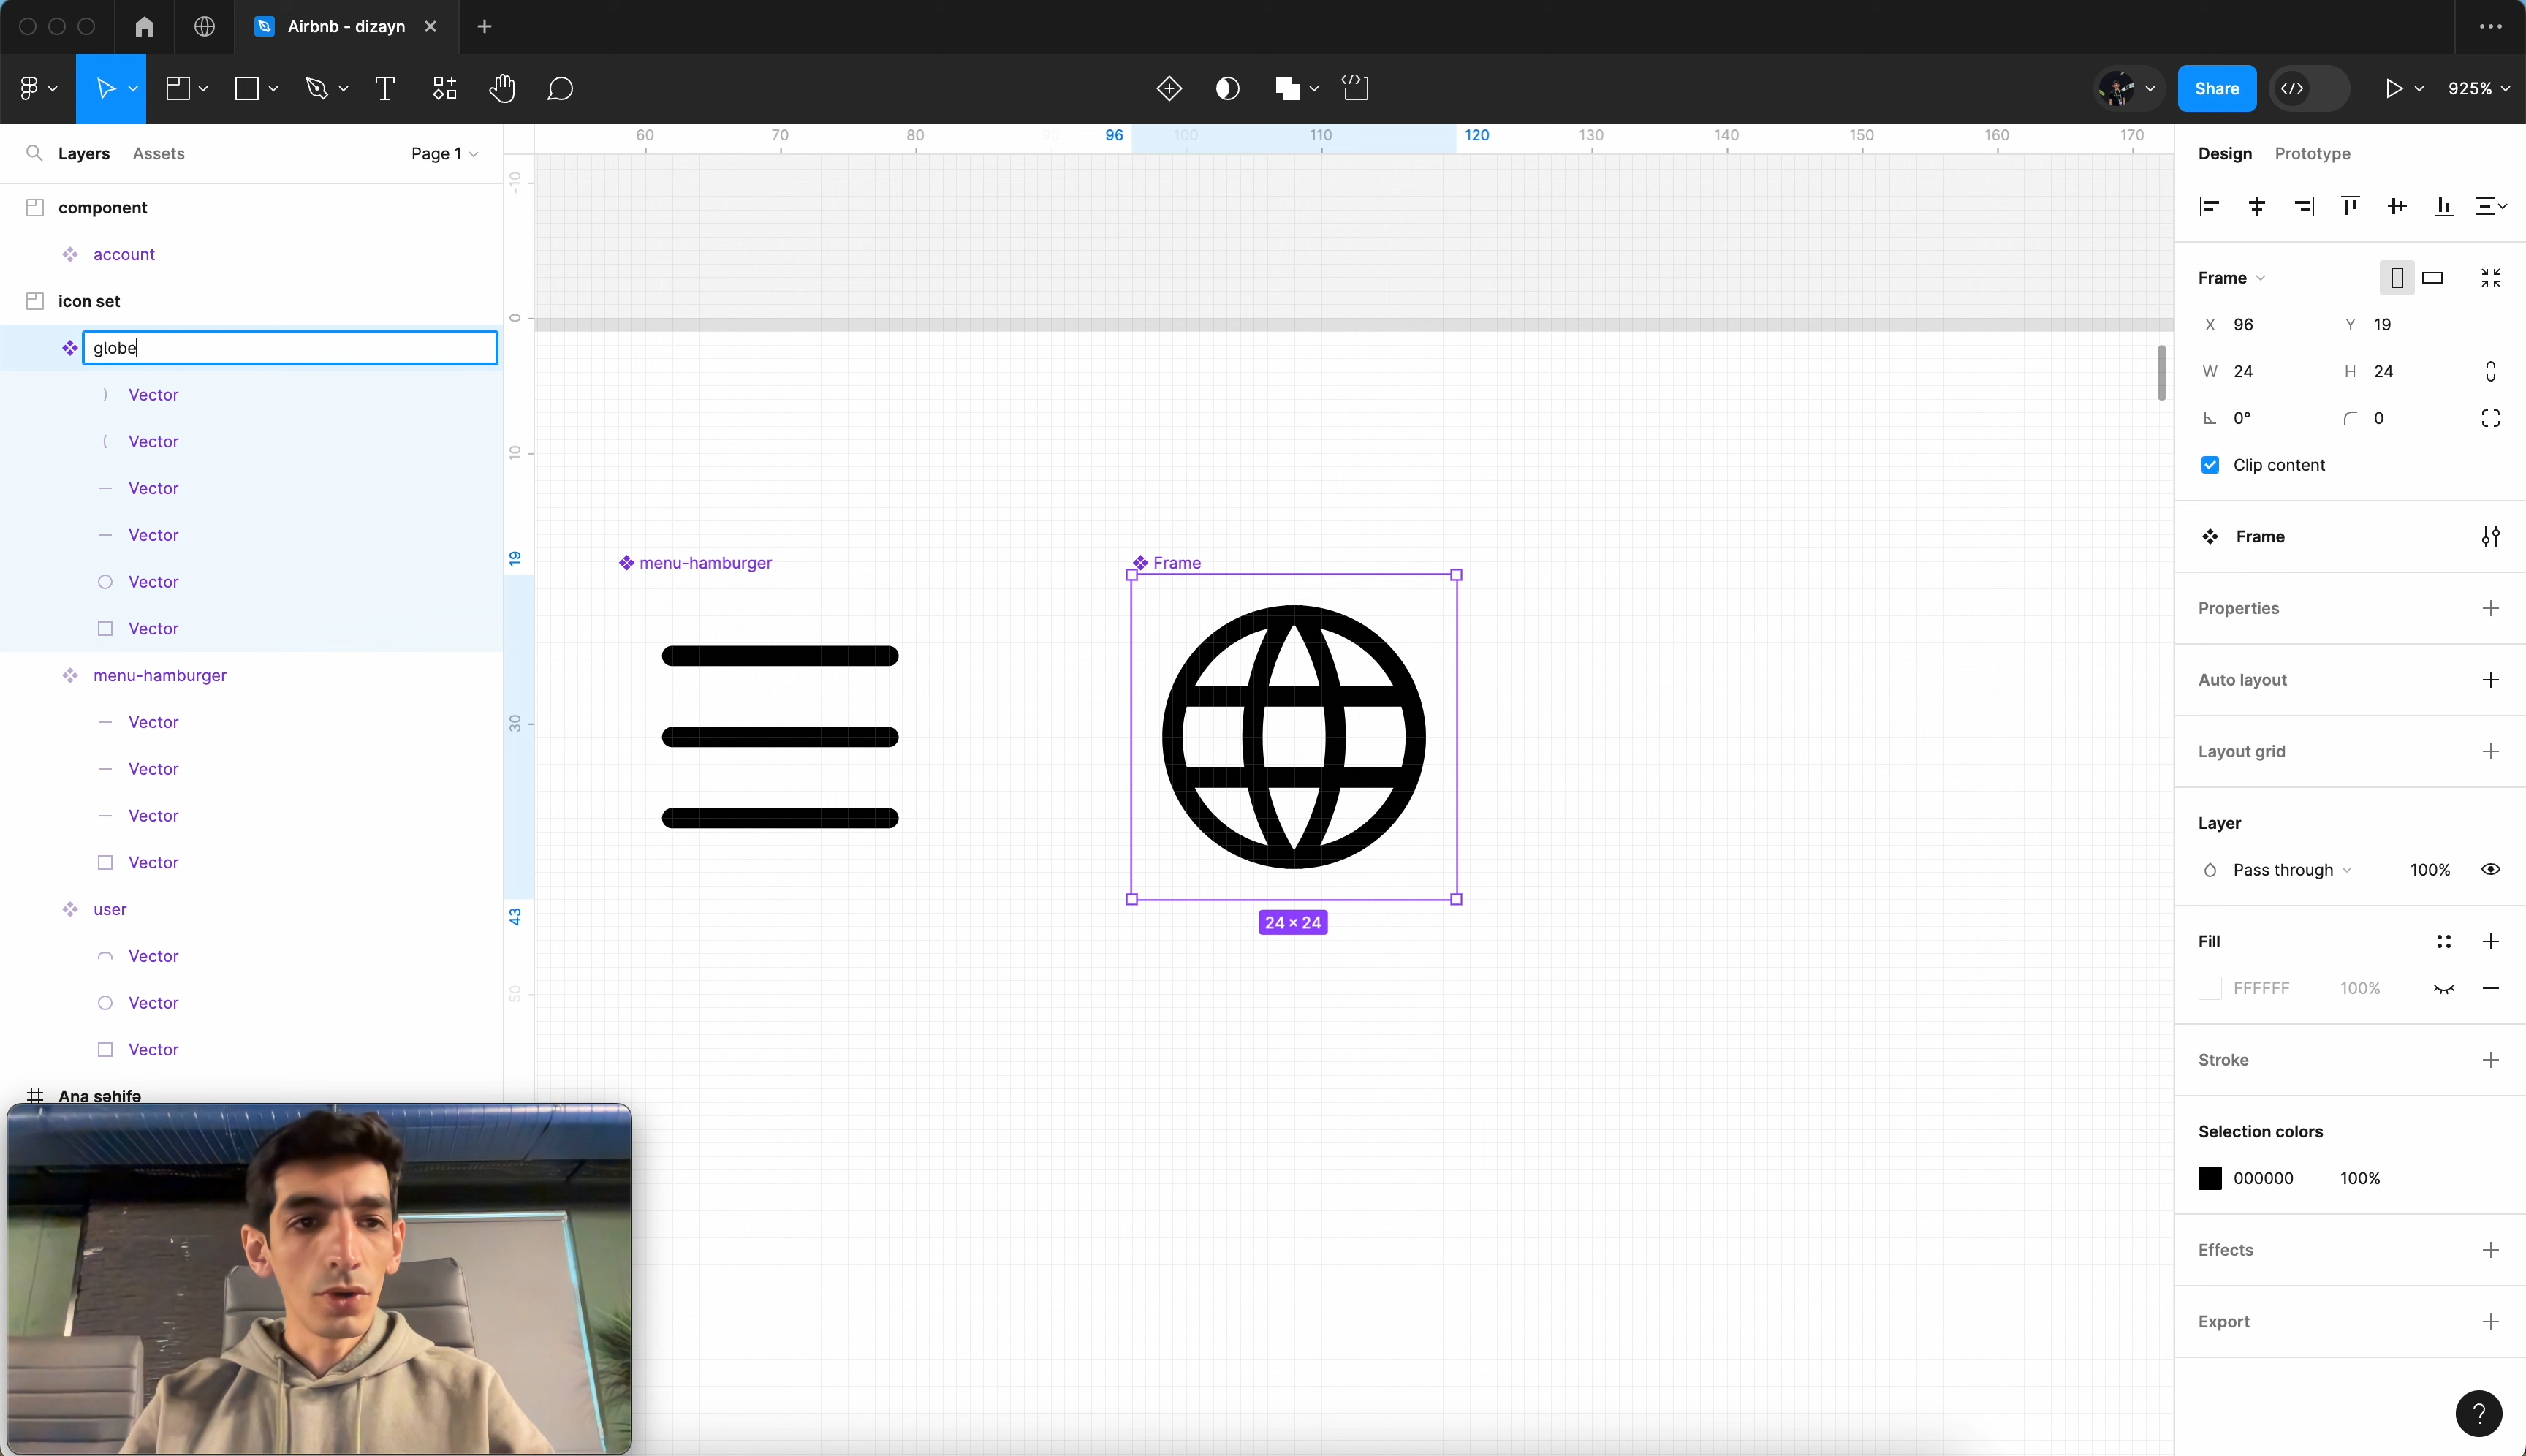 Airbnb - dizayn
Share
925%
Layers
Assets
Page 1
component
account
icon set
globe
Vector
Vector
Vector
Vector
Vector
Vector
menu-hamburger
Vector
Vector
Vector
Vector
user
Vector
Vector
Vector
Ana səhifə
60
70
80
96
100
110
120
130
140
150
160
170
-10
0
10
19
30
43
50
menu-hamburger
Frame
24 × 24
Design
Prototype
Frame
X 96
Y 19
W 24
H 24
0°
0
Clip content
Frame
Properties
Auto layout
Layout grid
Layer
Pass through
100%
Fill
FFFFFF
100%
Stroke
Selection colors
000000
100%
Effects
Export
?